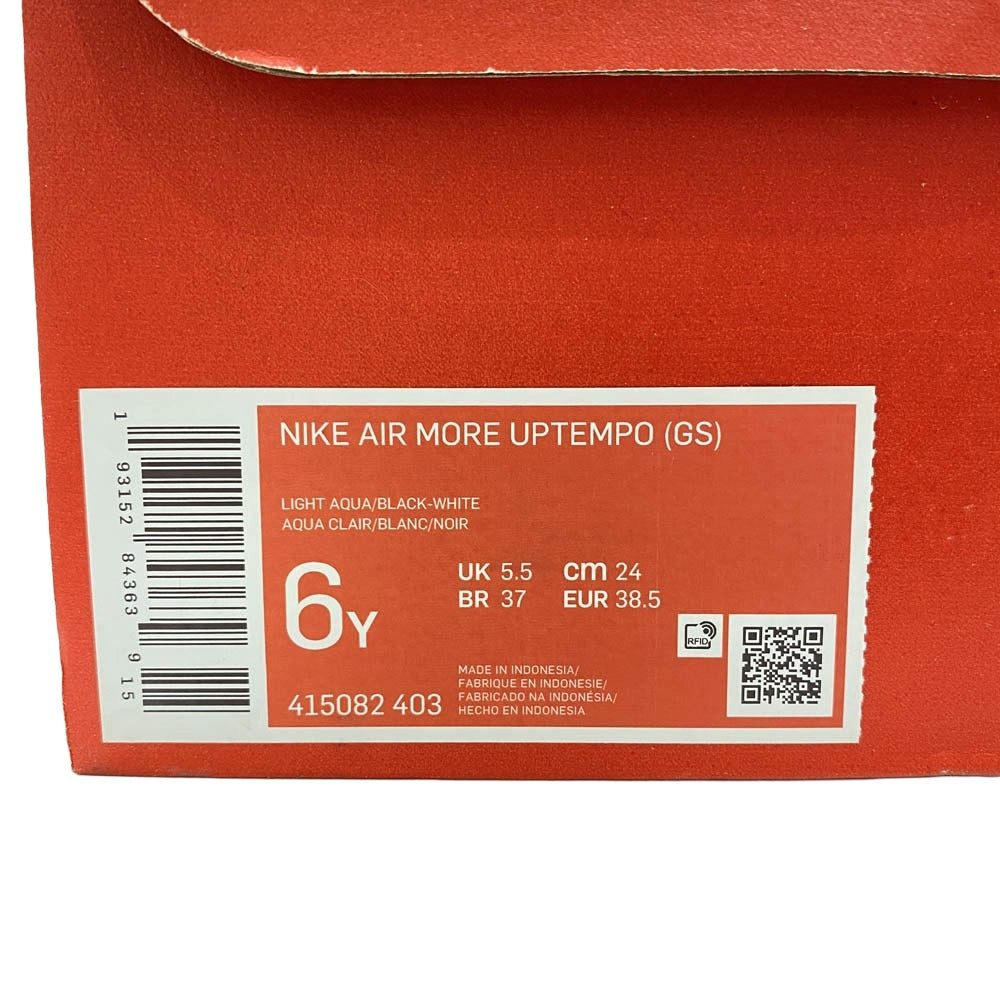 NIKE AIR MORE UPTEMPO (GS)
LIGHT AQUA/BLACK-WHITE
AQUA CLAIR/BLANC/NOIR
6Y
UK 5.5 cm 24
BR 37 EUR 38.5
415082 403
MADE IN INDONESIA/
FABRIQUE EN INDONESIE/
FABRICADO NA INDONÉSIA/
HECHO EN INDONESIA
RFID
1 93152 84363 9 15